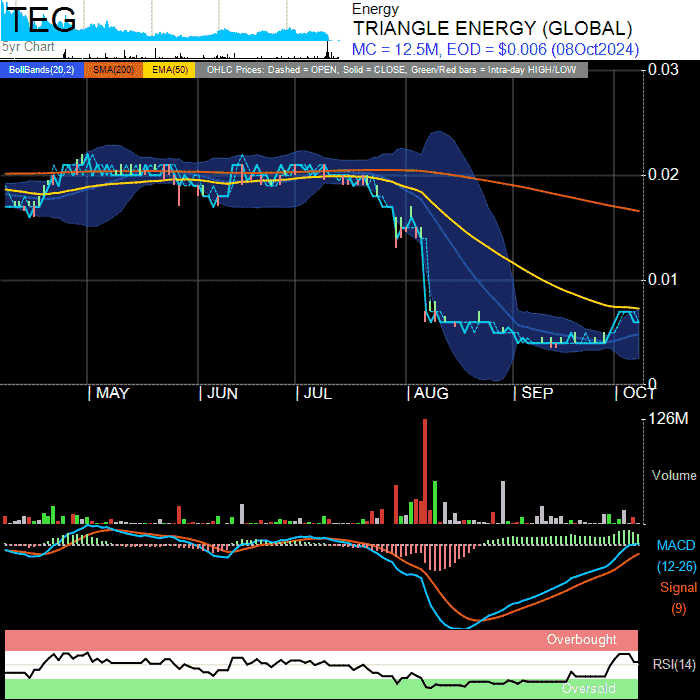 TEG
5yr Chart
Energy
TRIANGLE ENERGY (GLOBAL)
MC = 12.5M, EOD = $0.006 (08Oct2024)
BollBands(20,2) SMA(200) EMA(50) OHLC Prices: Dashed = OPEN, Solid = CLOSE, Green/Red bars = Intra-day HIGH/LOW
0.03
0.02
0.01
0
| MAY | JUN | JUL | AUG | SEP | OCT
126M
Volume
MACD
(12-26)
Signal
(9)
Overbought
RSI(14)
Oversold